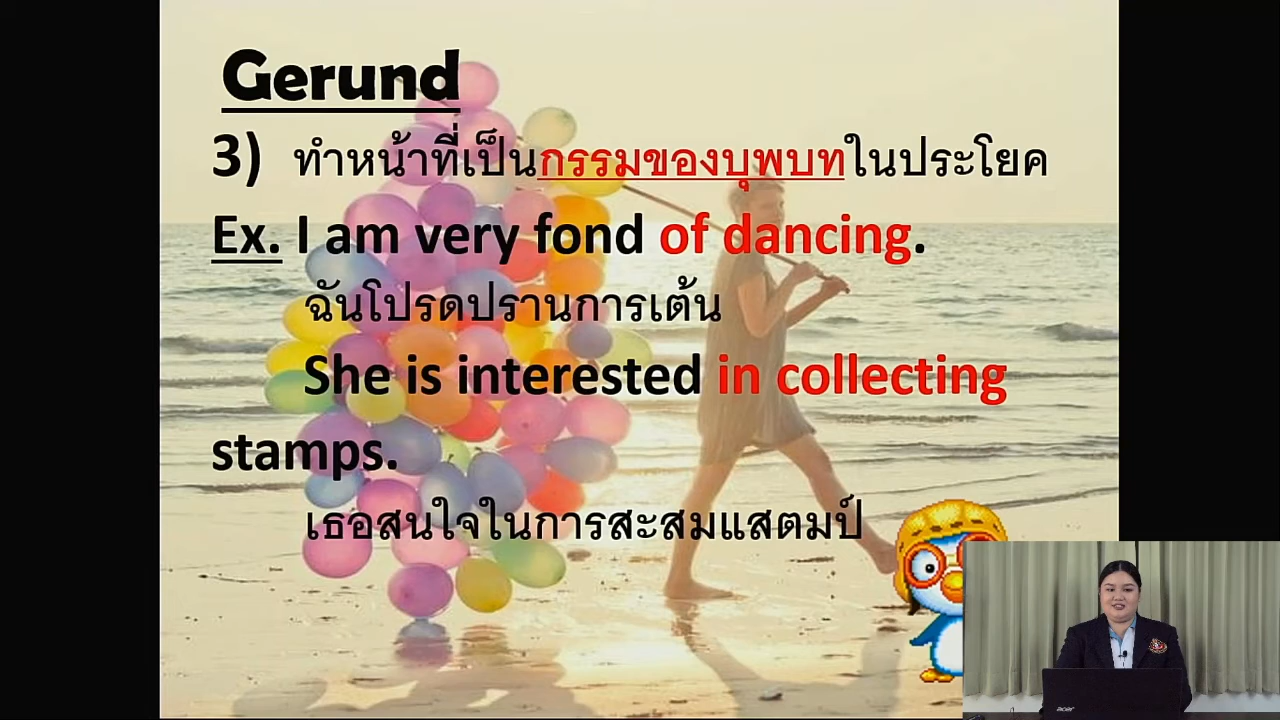 Gerund
3) ทำหน้าที่เป็นกรรมของบุพบทในประโยค
Ex. I am very fond of dancing.
ฉันโปรดปรานการเต้น
She is interested in collecting
stamps.
เธอสนใจในการสะสมแสตมป์
acer